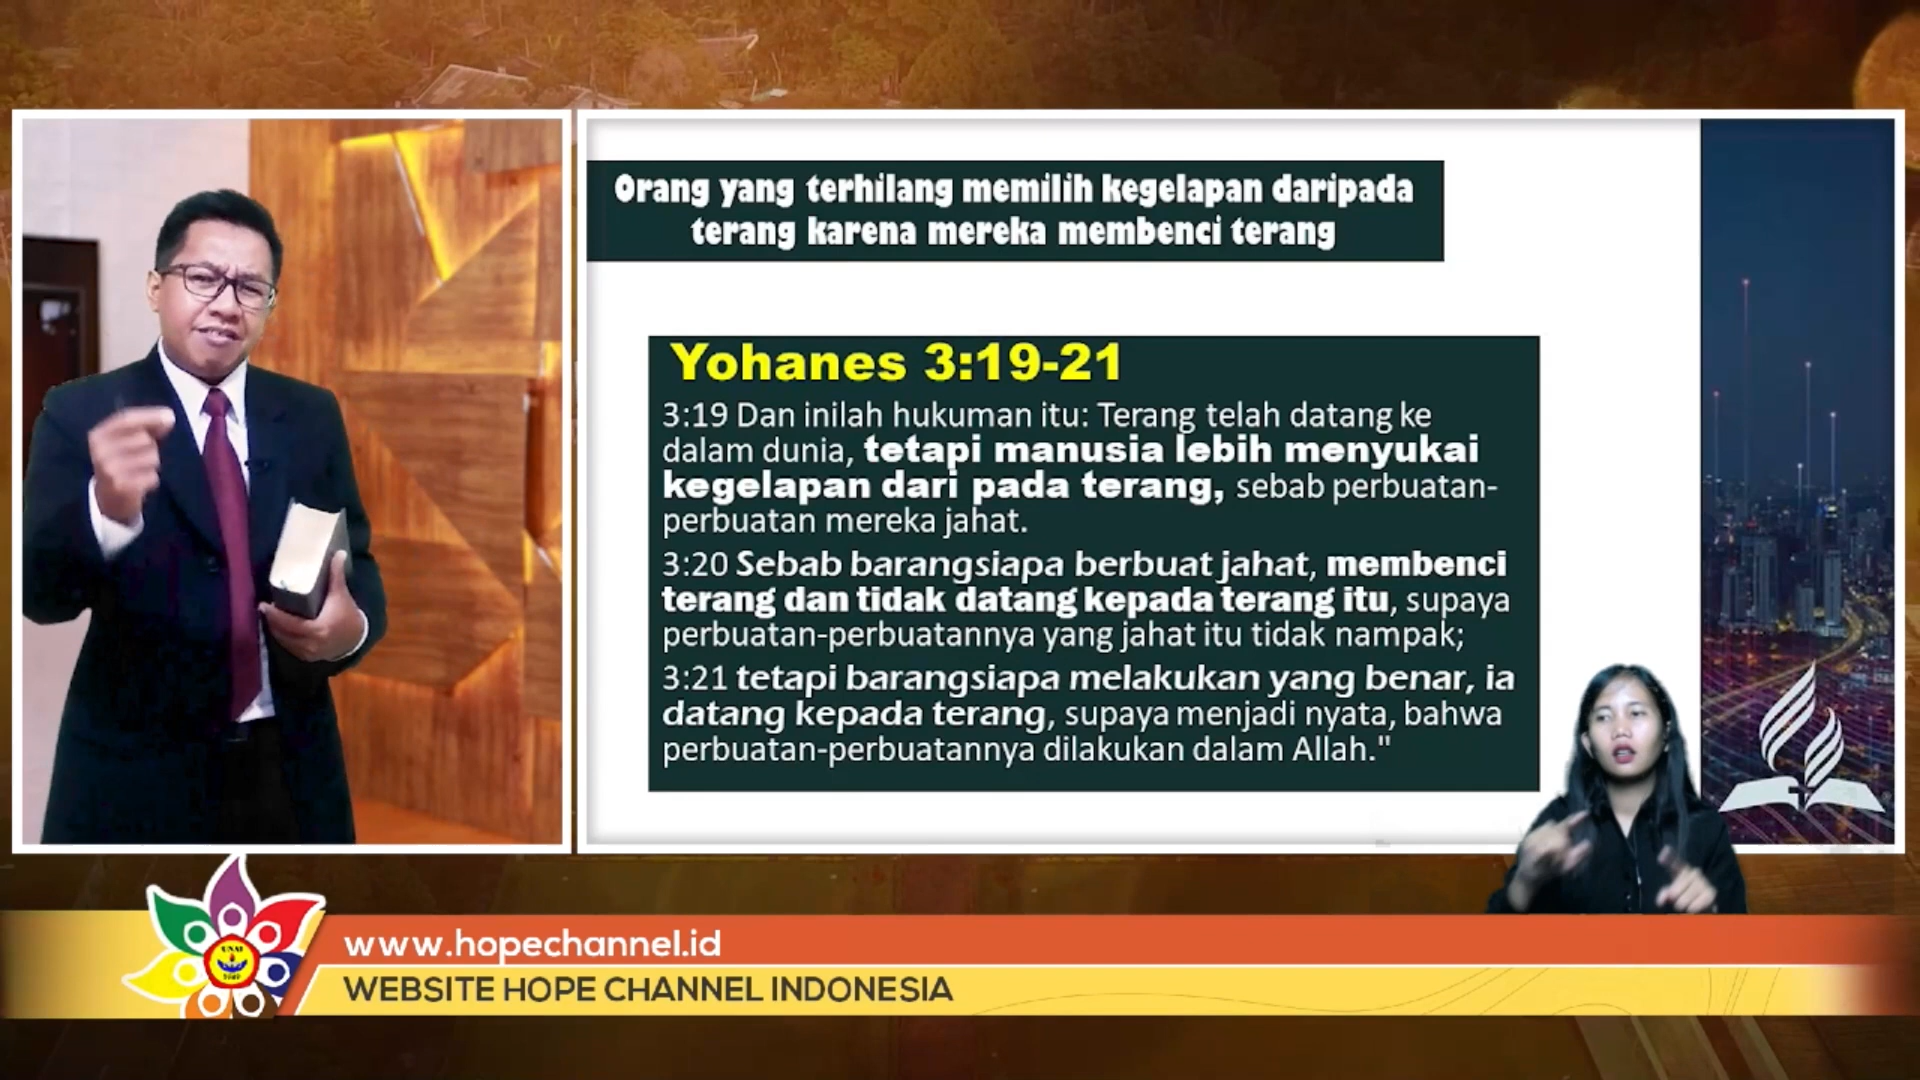 Orang yang terhilang memilih kegelapan daripada
terang karena mereka membenci terang
Yohanes 3:19-21
3:19 Dan inilah hukuman itu: Terang telah datang ke
dalam dunia, tetapi manusia lebih menyukai
kegelapan dari pada terang, sebab perbuatan-
perbuatan mereka jahat.
3:20 Sebab barangsiapa berbuat jahat, membenci
terang dan tidak datang kepada terang itu, supaya
perbuatan-perbuatannya yang jahat itu tidak nampak;
3:21 tetapi barangsiapa melakukan yang benar, ia
datang kepada terang, supaya menjadi nyata, bahwa
perbuatan-perbuatannya dilakukan dalam Allah."
UNAI
www.hopechannel.id
WEBSITE HOPE CHANNEL INDONESIA